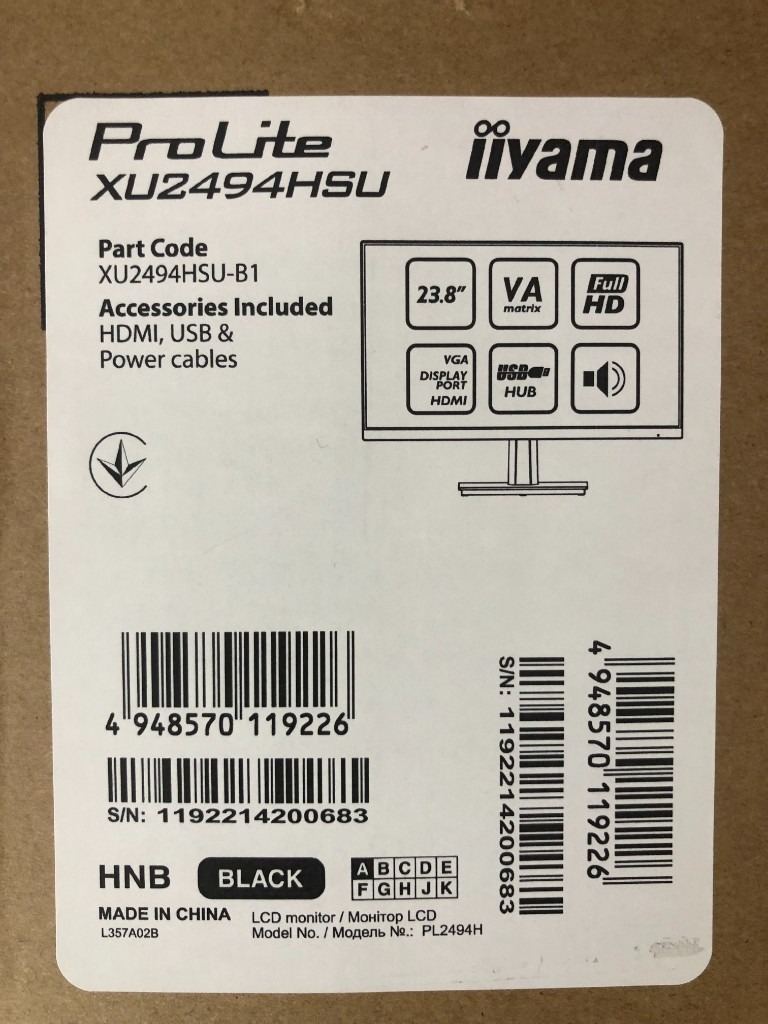 ProLite
XU2494HSU
iiyama
Part Code
XU2494HSU-B1
Accessories Included
HDMI, USB &
Power cables
23.8"
VA
matrix
Full
HD
VGA
DISPLAY
PORT
HDMI
USB
HUB
4 948570 119226
S/N: 1192214200683
S/N: 1192214200683
4 948570 119226
HNB
BLACK
A B C D E
F G H J K
MADE IN CHINA
L357A02B
LCD monitor / Монітор LCD
Model No. / Модель №.: PL2494H